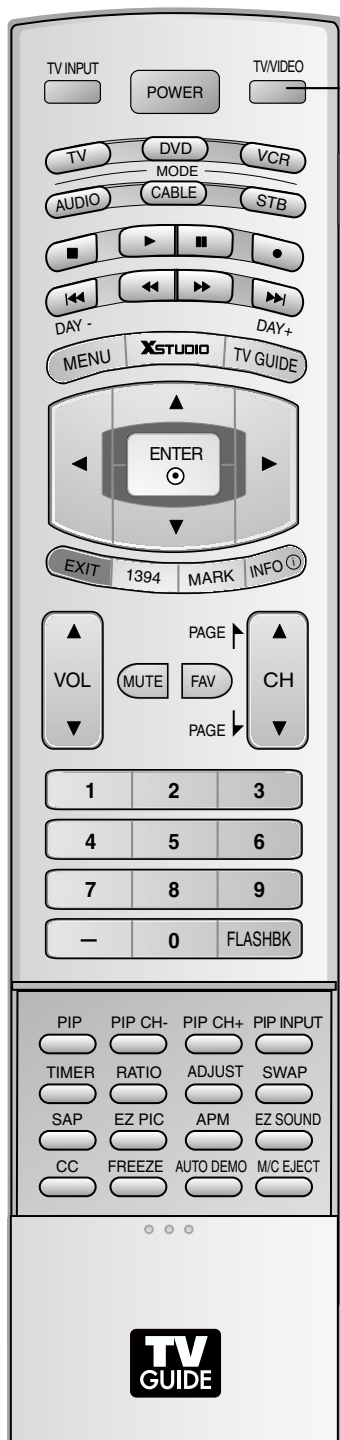 TV INPUT
POWER
TV/VIDEO
TV
DVD
VCR
MODE
AUDIO
CABLE
STB
DAY -
DAY+
MENU
XSTUDIO
TV GUIDE
ENTER
EXIT
1394
MARK
INFO i
VOL
MUTE
FAV
PAGE
CH
PAGE
1 2 3
4 5 6
7 8 9
— 0 FLASHBK
PIP PIP CH- PIP CH+ PIP INPUT
TIMER RATIO ADJUST SWAP
SAP EZ PIC APM EZ SOUND
CC FREEZE AUTO DEMO M/C EJECT
TV
GUIDE